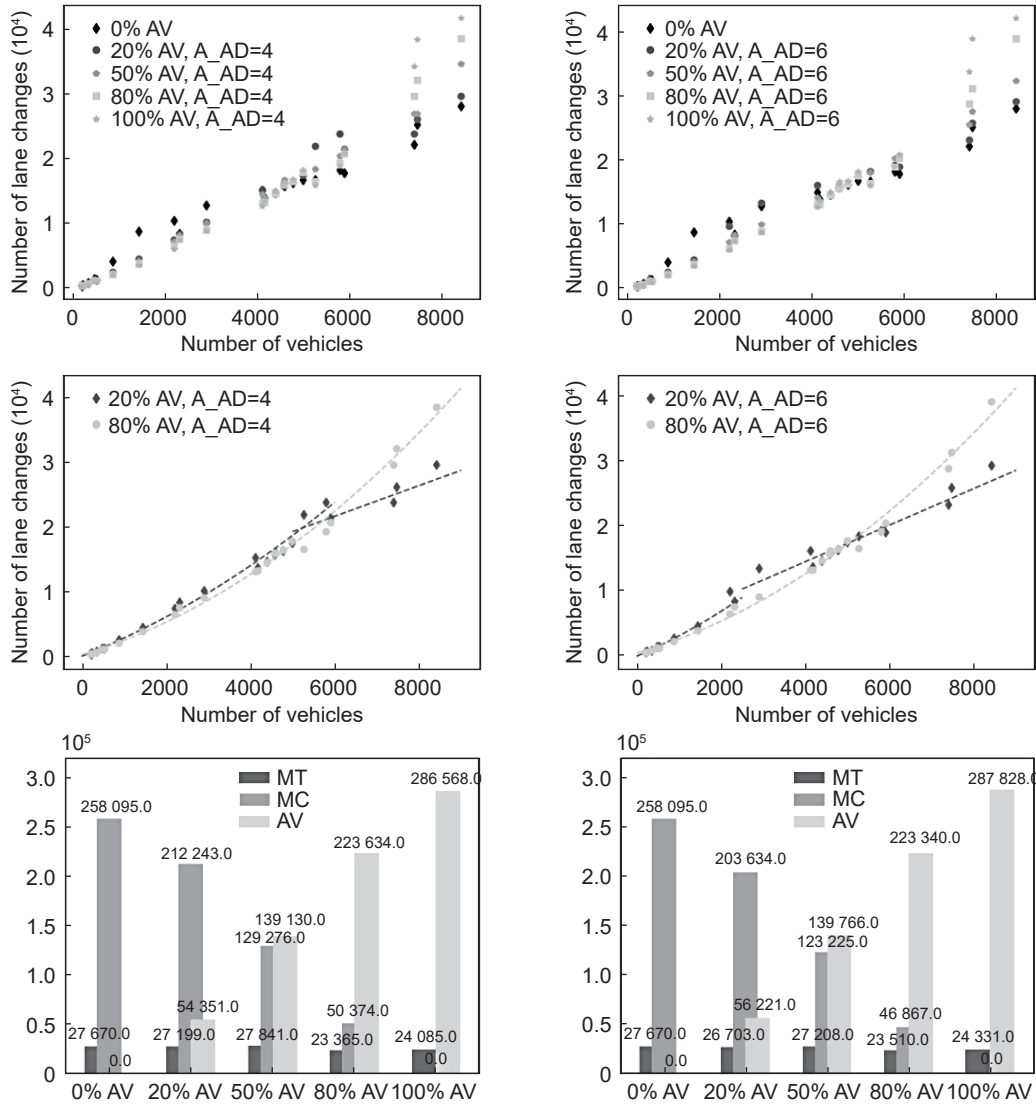 Number of lane changes (10⁴)
4
3
2
1
0
0% AV
20% AV, A_AD=4
50% AV, A_AD=4
80% AV, A_AD=4
100% AV, A_AD=4
0 2000 4000 6000 8000
Number of vehicles
Number of lane changes (10⁴)
4
3
2
1
0
0% AV
20% AV, A_AD=6
50% AV, A_AD=6
80% AV, A_AD=6
100% AV, A_AD=6
0 2000 4000 6000 8000
Number of vehicles
Number of lane changes (10⁴)
4
3
2
1
0
20% AV, A_AD=4
80% AV, A_AD=4
0 2000 4000 6000 8000
Number of vehicles
Number of lane changes (10⁴)
4
3
2
1
0
20% AV, A_AD=6
80% AV, A_AD=6
0 2000 4000 6000 8000
Number of vehicles
10⁵
3.0
2.5
2.0
1.5
1.0
0.5
0
MT
MC
AV
27 670.0
258 095.0
0.0
27 199.0
212 243.0
54 351.0
27 841.0
129 276.0
139 130.0
23 365.0
50 374.0
223 634.0
24 085.0
0.0
286 568.0
0% AV 20% AV 50% AV 80% AV 100% AV
10⁵
3.0
2.5
2.0
1.5
1.0
0.5
0
MT
MC
AV
27 670.0
258 095.0
0.0
26 703.0
203 634.0
56 221.0
27 208.0
123 225.0
139 766.0
23 510.0
46 867.0
223 340.0
24 331.0
0.0
287 828.0
0% AV 20% AV 50% AV 80% AV 100% AV